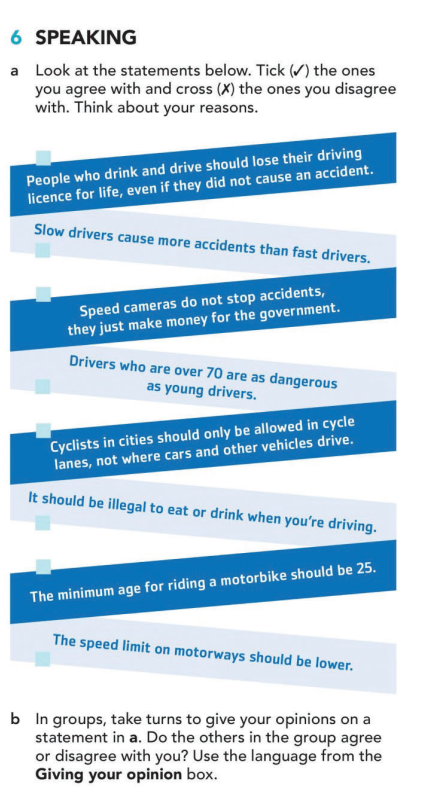 6 SPEAKING
a Look at the statements below. Tick (✓) the ones
you agree with and cross (✗) the ones you disagree
with. Think about your reasons.
People who drink and drive should lose their driving
licence for life, even if they did not cause an accident.
Slow drivers cause more accidents than fast drivers.
Speed cameras do not stop accidents,
they just make money for the government.
Drivers who are over 70 are as dangerous
as young drivers.
Cyclists in cities should only be allowed in cycle
lanes, not where cars and other vehicles drive.
It should be illegal to eat or drink when you're driving.
The minimum age for riding a motorbike should be 25.
The speed limit on motorways should be lower.
b In groups, take turns to give your opinions on a
statement in a. Do the others in the group agree
or disagree with you? Use the language from the
Giving your opinion box.